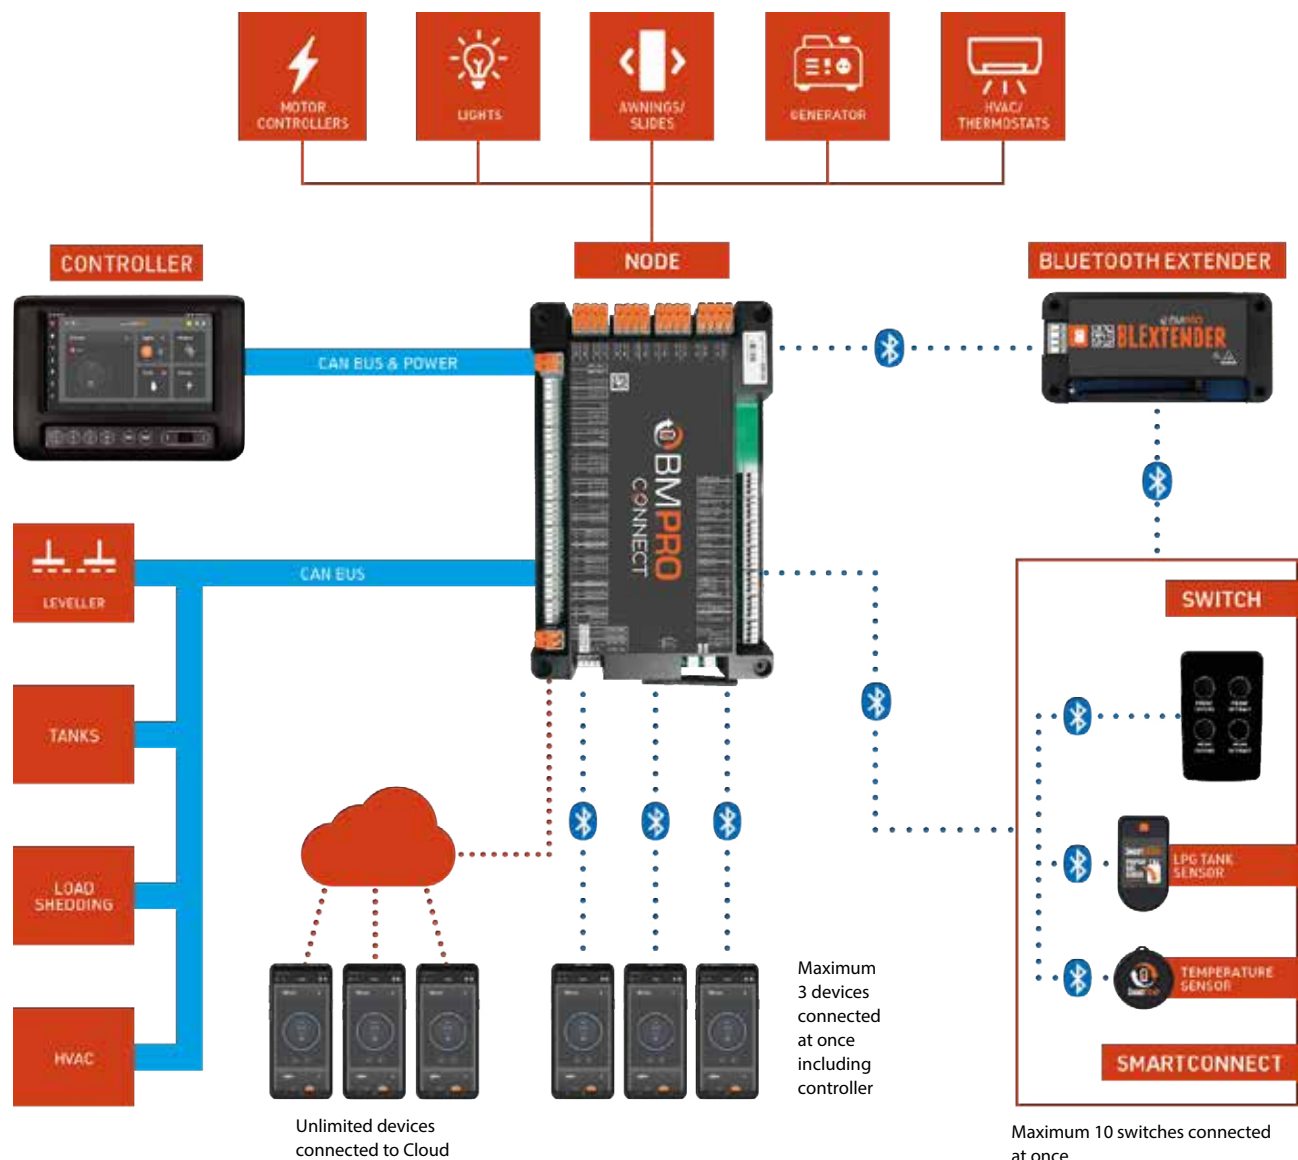 MOTOR
CONTROLLERS
LIGHTS
AWNINGS/
SLIDES
GENERATOR
HVAC/
THERMOSTATS
CONTROLLER
NODE
BLUETOOTH EXTENDER
BMPRO
BLEXTENDER
CAN BUS & POWER
BMPRO
CONNECT
LEVELLER
CAN BUS
SWITCH
TANKS
LPG TANK
SENSOR
LOAD
SHEDDING
TEMPERATURE
SENSOR
HVAC
SMARTCONNECT
Maximum
3 devices
connected
at once
including
controller
Unlimited devices
connected to Cloud
Maximum 10 switches connected
at once